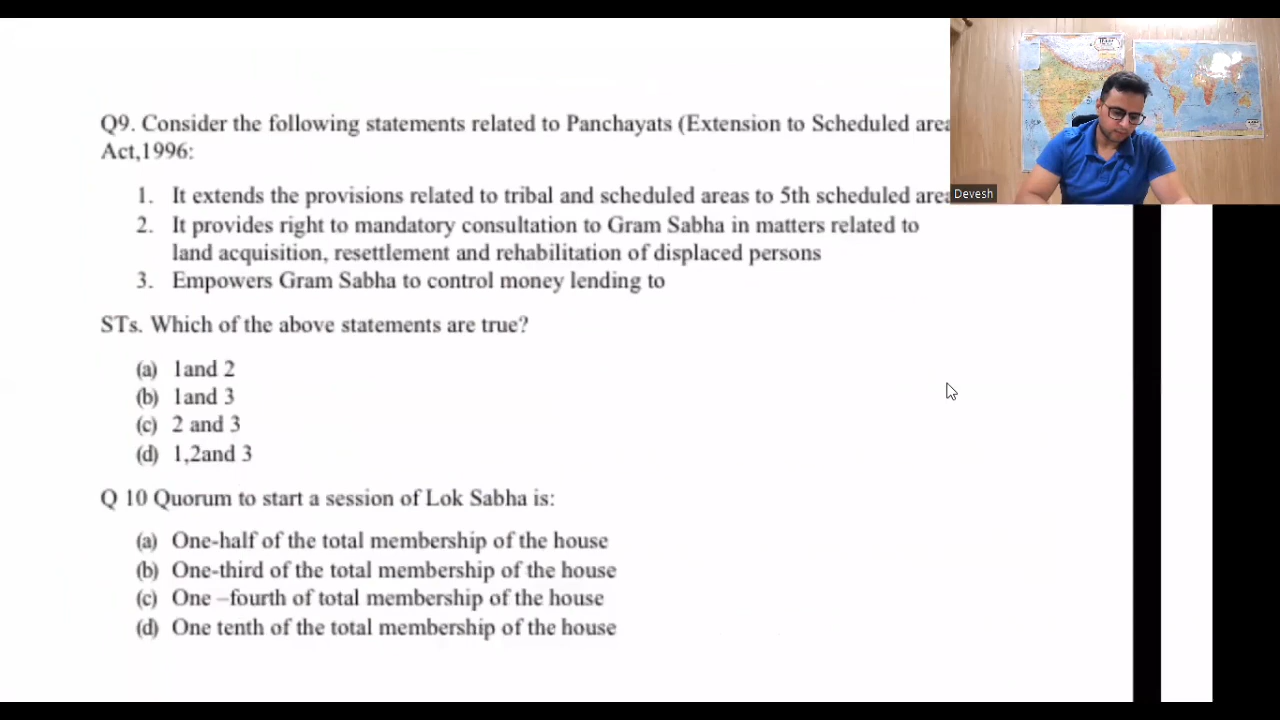 Q9. Consider the following statements related to Panchayats (Extension to Scheduled
Act,1996:
1. It extends the provisions related to tribal and scheduled areas to 5th scheduled
2. It provides right to mandatory consultation to Gram Sabha in matters related to
land acquisition, resettlement and rehabilitation of displaced persons
3. Empowers Gram Sabha to control money lending to
STs. Which of the above statements are true?
(a) 1and 2
(b) 1and 3
(c) 2 and 3
(d) 1,2and 3
Q 10 Quorum to start a session of Lok Sabha is:
(a) One-half of the total membership of the house
(b) One-third of the total membership of the house
(c) One –fourth of total membership of the house
(d) One tenth of the total membership of the house
Devesh